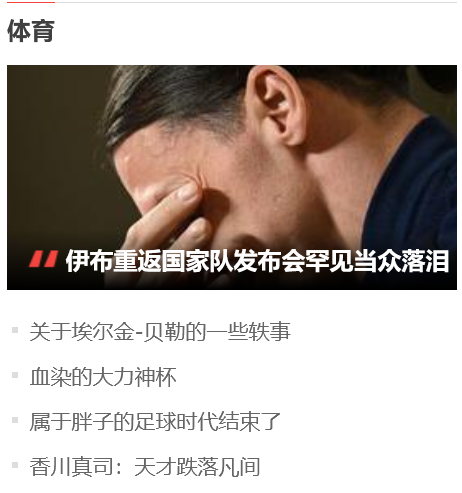 体育
伊布重返国家队发布会罕见当众落泪
关于埃尔金-贝勒的一些轶事
血染的大力神杯
属于胖子的足球时代结束了
香川真司：天才跌落凡间